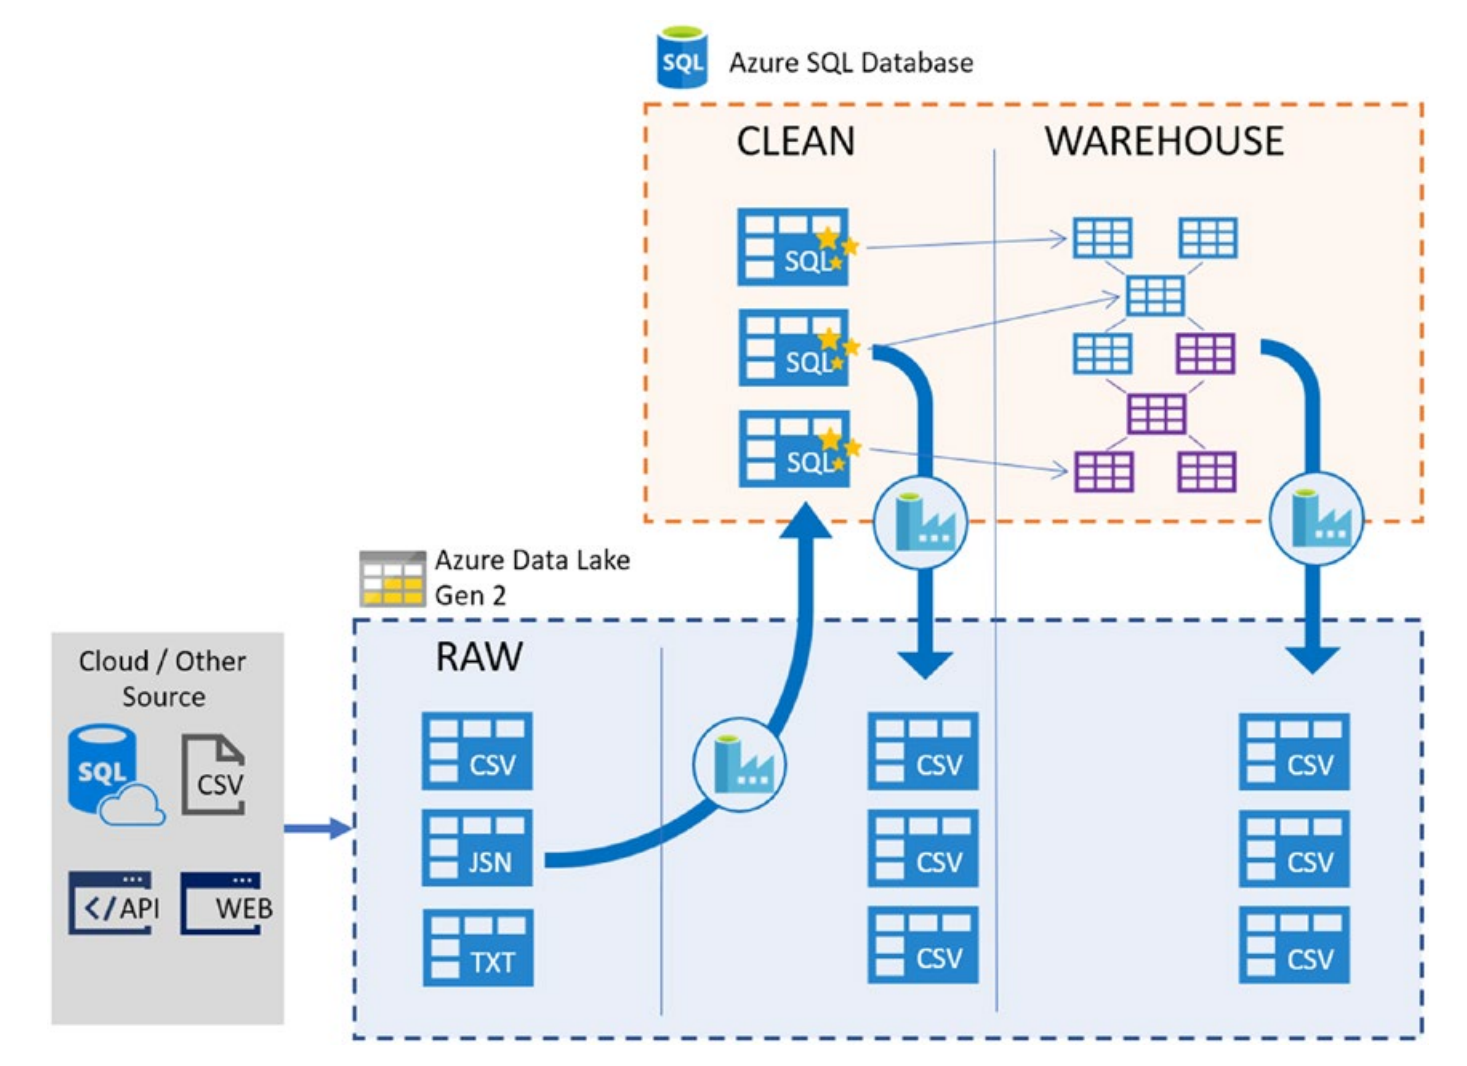 SQL Azure SQL Database
CLEAN WAREHOUSE
SQL
SQL
SQL
Azure Data Lake
Gen 2
Cloud / Other
Source
SQL CSV
</API WEB
RAW
CSV CSV CSV
JSN CSV CSV
TXT CSV CSV